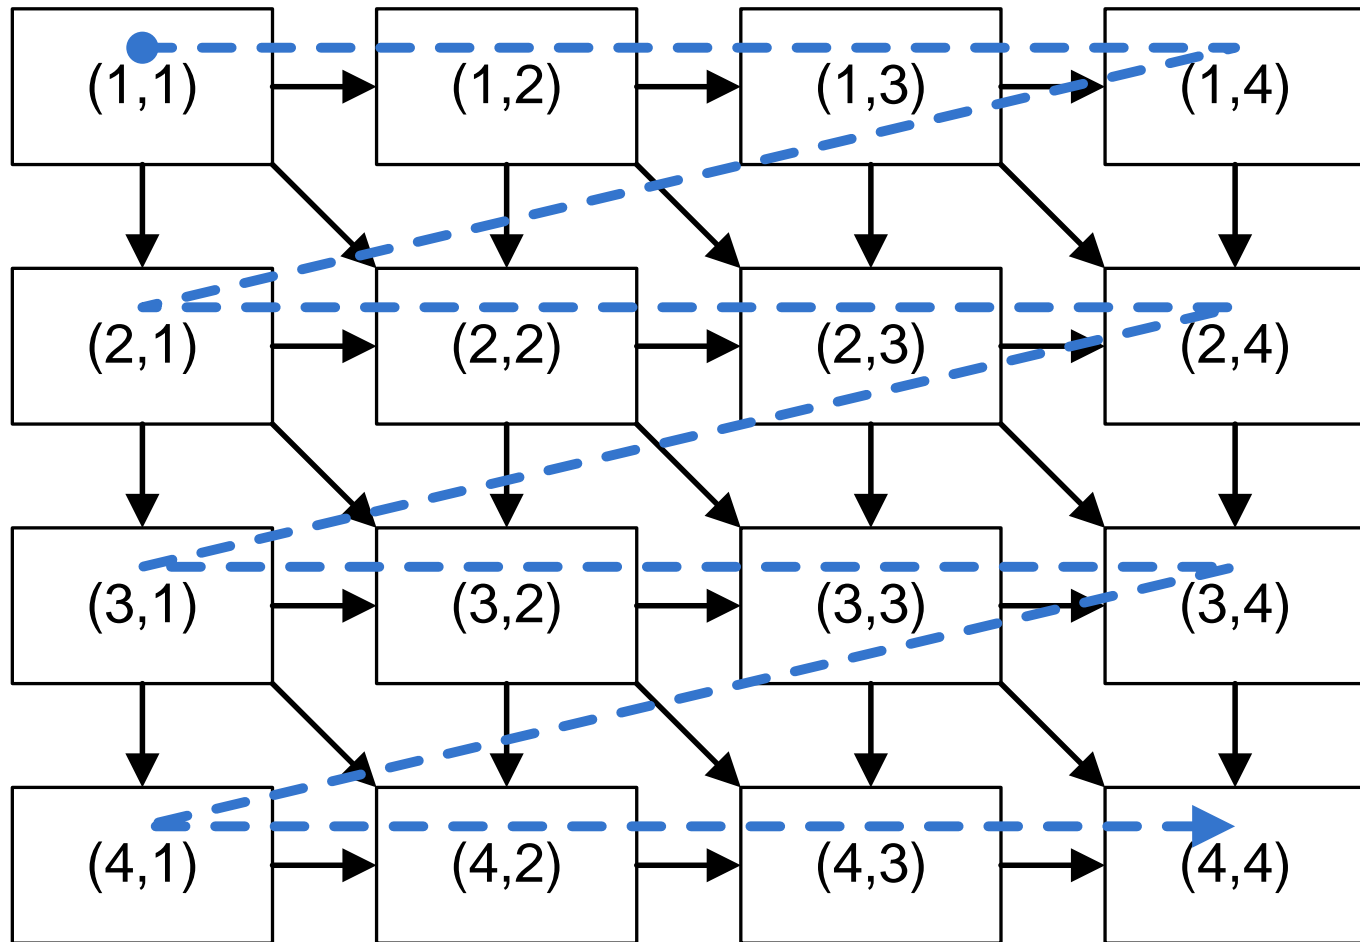 (1,1) (1,2) (1,3) (1,4)
(2,1) (2,2) (2,3) (2,4)
(3,1) (3,2) (3,3) (3,4)
(4,1) (4,2) (4,3) (4,4)